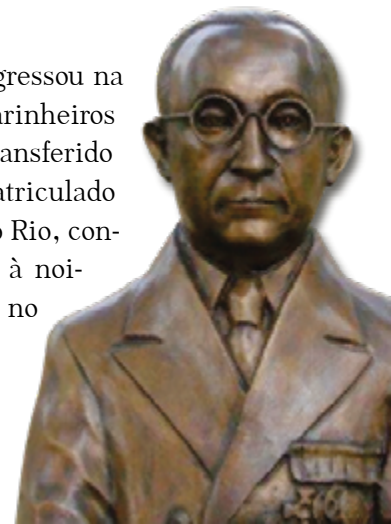 gressou na
arinheiros
ansferido
atriculado
o Rio, con-
à noi-
no